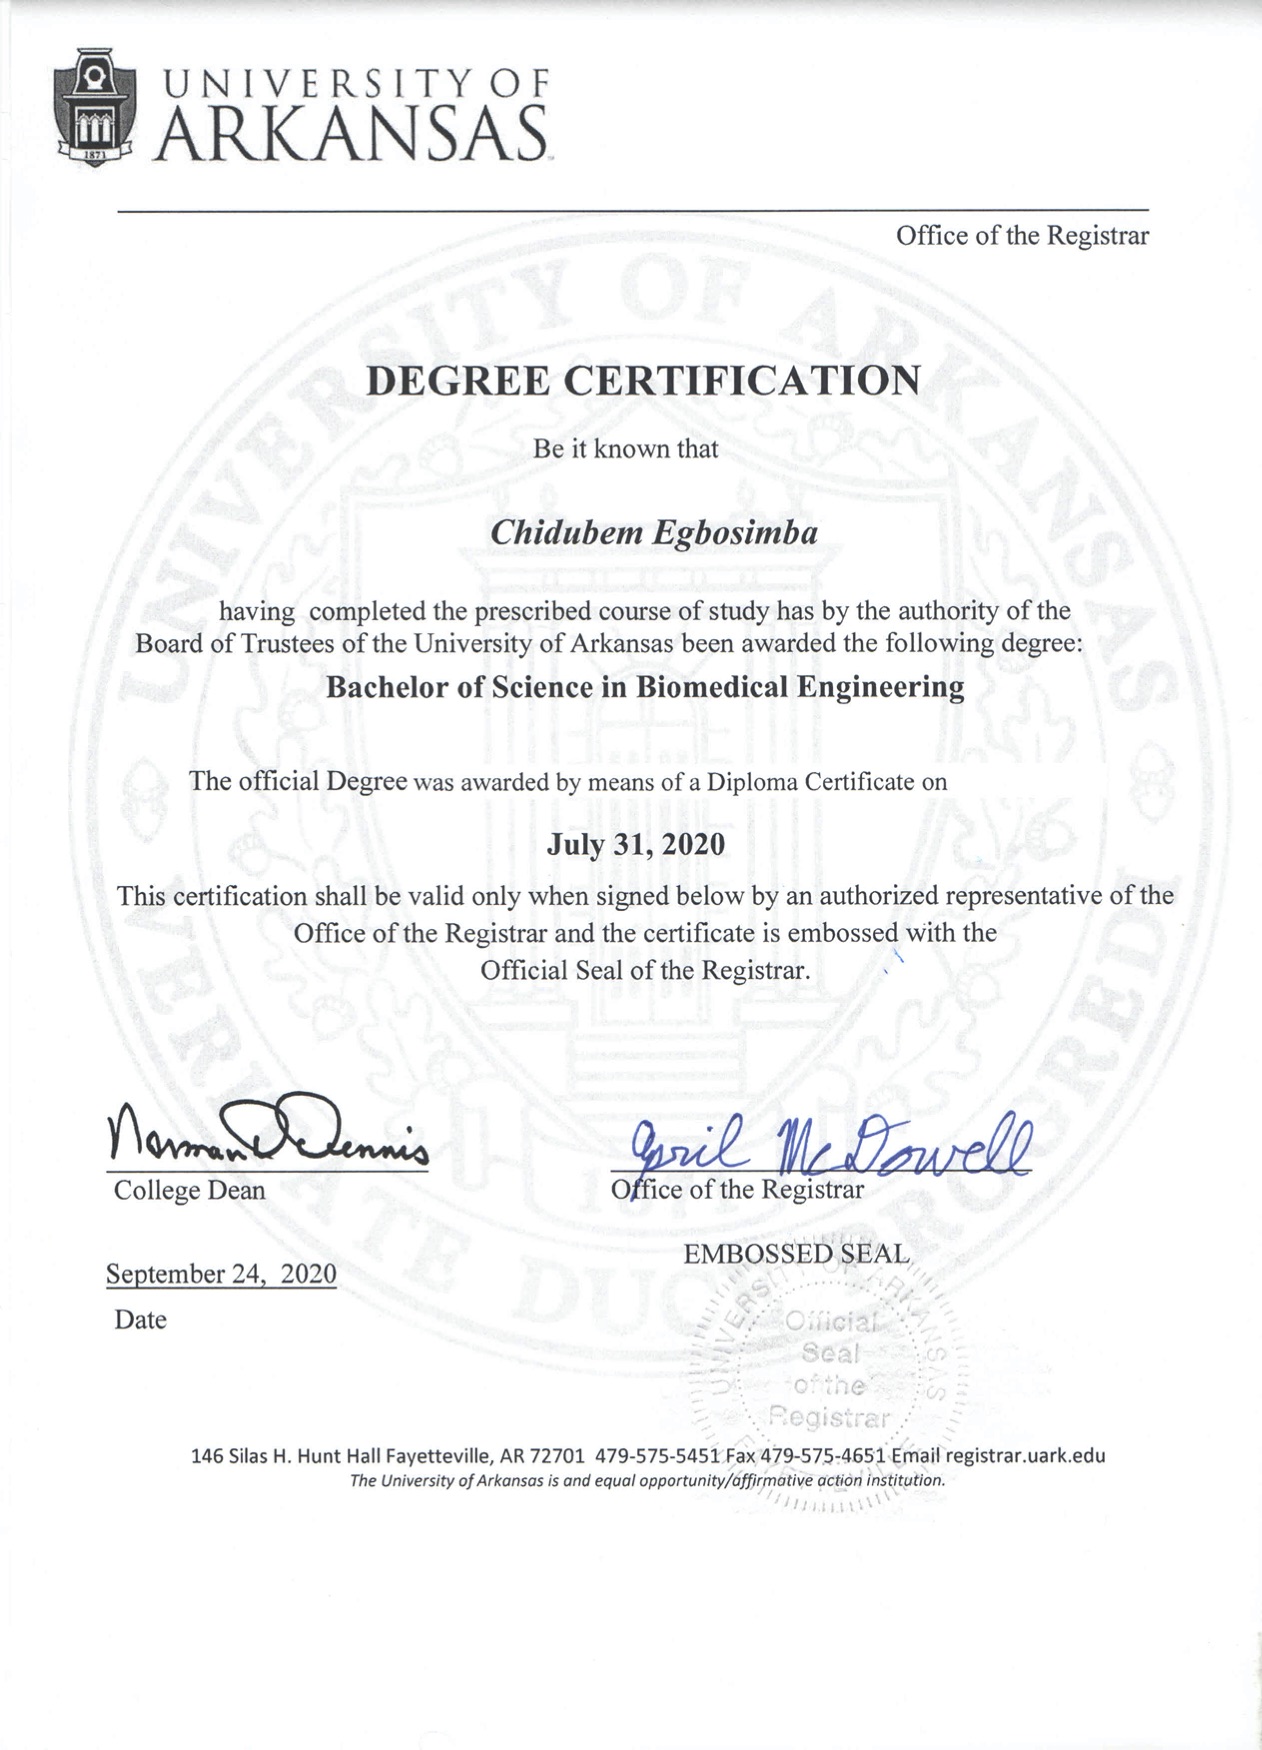 UNIVERSITY OF
ARKANSAS
1871
Office of the Registrar
DEGREE CERTIFICATION
Be it known that
Chidubem Egbosimba
having completed the prescribed course of study has by the authority of the
Board of Trustees of the University of Arkansas been awarded the following degree:
Bachelor of Science in Biomedical Engineering
The official Degree was awarded by means of a Diploma Certificate on
July 31, 2020
This certification shall be valid only when signed below by an authorized representative of the
Office of the Registrar and the certificate is embossed with the
Official Seal of the Registrar.
Norman D Dennis
College Dean
April McDowell
Office of the Registrar
EMBOSSED SEAL
September 24, 2020
Date
UNIVERSITY OF ARKANSAS
Official
Seal
of the
Registrar
FAYETTEVILLE
146 Silas H. Hunt Hall Fayetteville, AR 72701 479-575-5451 Fax 479-575-4651 Email registrar.uark.edu
The University of Arkansas is and equal opportunity/affirmative action institution.
UNIVERSITY OF ARKANSAS
VERITATE DUCE PROGREDI
1871